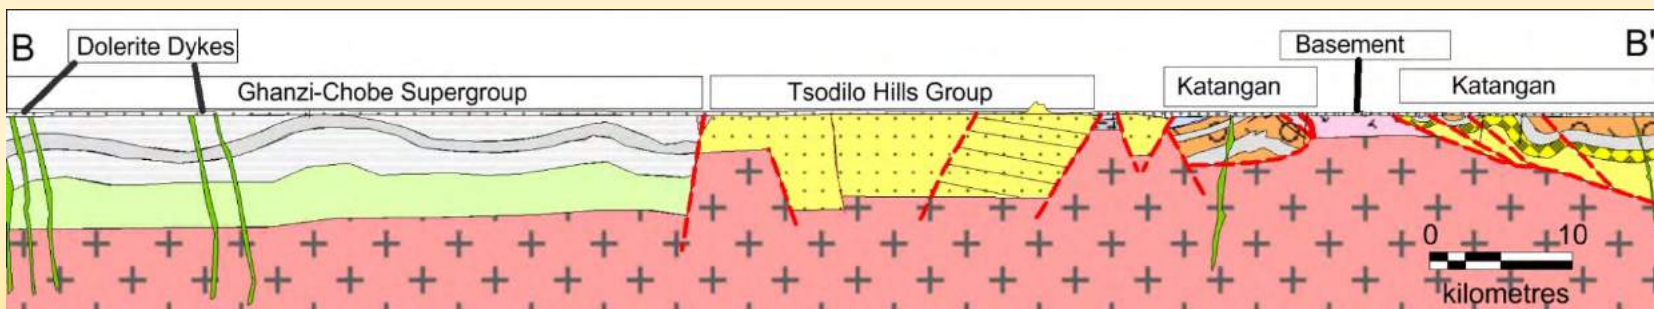 B
Dolerite Dykes
Basement
B'
Ghanzi-Chobe Supergroup
Tsodilo Hills Group
Katangan
Katangan
0 10
kilometres